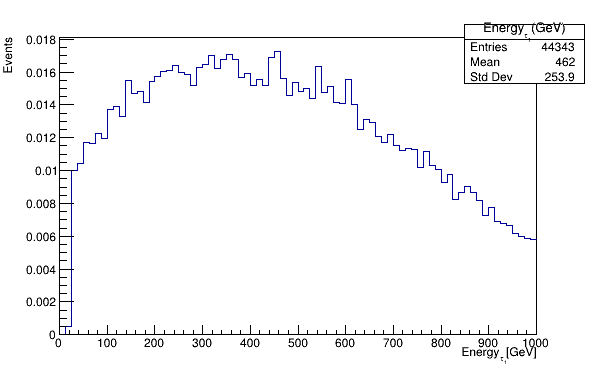 Energy_τ₁ (GeV)
Entries 44343
Mean 462
Std Dev 253.9
Events
0.018
0.016
0.014
0.012
0.01
0.008
0.006
0.004
0.002
0
0 100 200 300 400 500 600 700 800 900 1000
Energy_τ₁ [GeV]